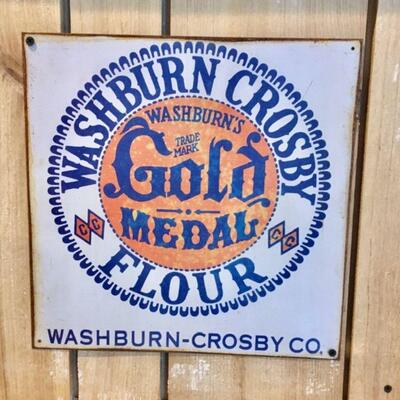 WASHBURN CROSBY
WASHBURN'S
TRADE
MARK
Gold
MEDAL
FLOUR
WASHBURN-CROSBY CO.